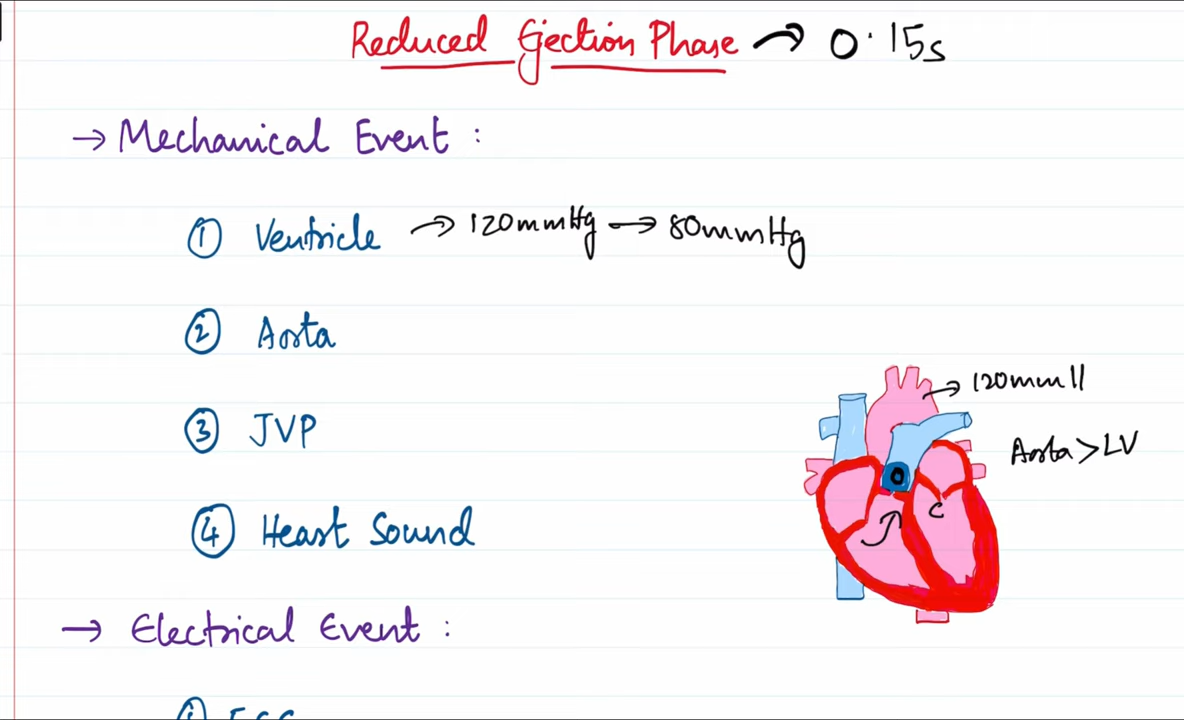 Reduced Ejection Phase → 0.15s
→ Mechanical Event :
① Ventricle → 120mmHg → 80mmHg
② Aorta
→ 120mm
Aorta > LV
③ JVP
O
C
④ Heart Sound
→ Electrical Event :